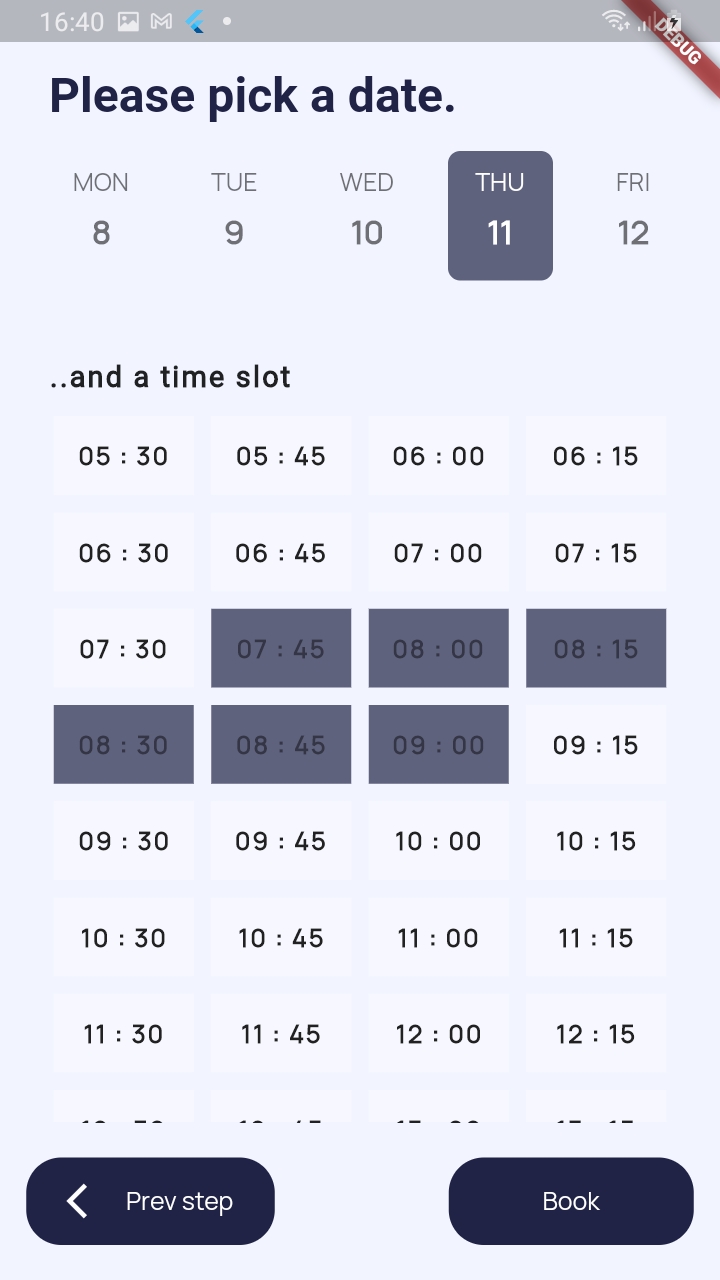 16:40
DEBUG
Please pick a date.
MON TUE WED THU FRI
8 9 10 11 12
..and a time slot
05 : 30 05 : 45 06 : 00 06 : 15
06 : 30 06 : 45 07 : 00 07 : 15
07 : 30 07 : 45 08 : 00 08 : 15
08 : 30 08 : 45 09 : 00 09 : 15
09 : 30 09 : 45 10 : 00 10 : 15
10 : 30 10 : 45 11 : 00 11 : 15
11 : 30 11 : 45 12 : 00 12 : 15
Prev step Book